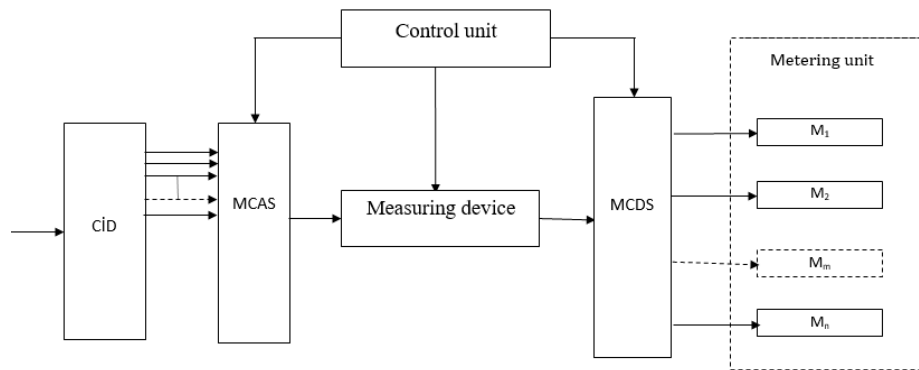 Control unit
Metering unit
M₁
MCAS
M₂
Measuring device
MCDS
CİD
Mₘ
Mₙ